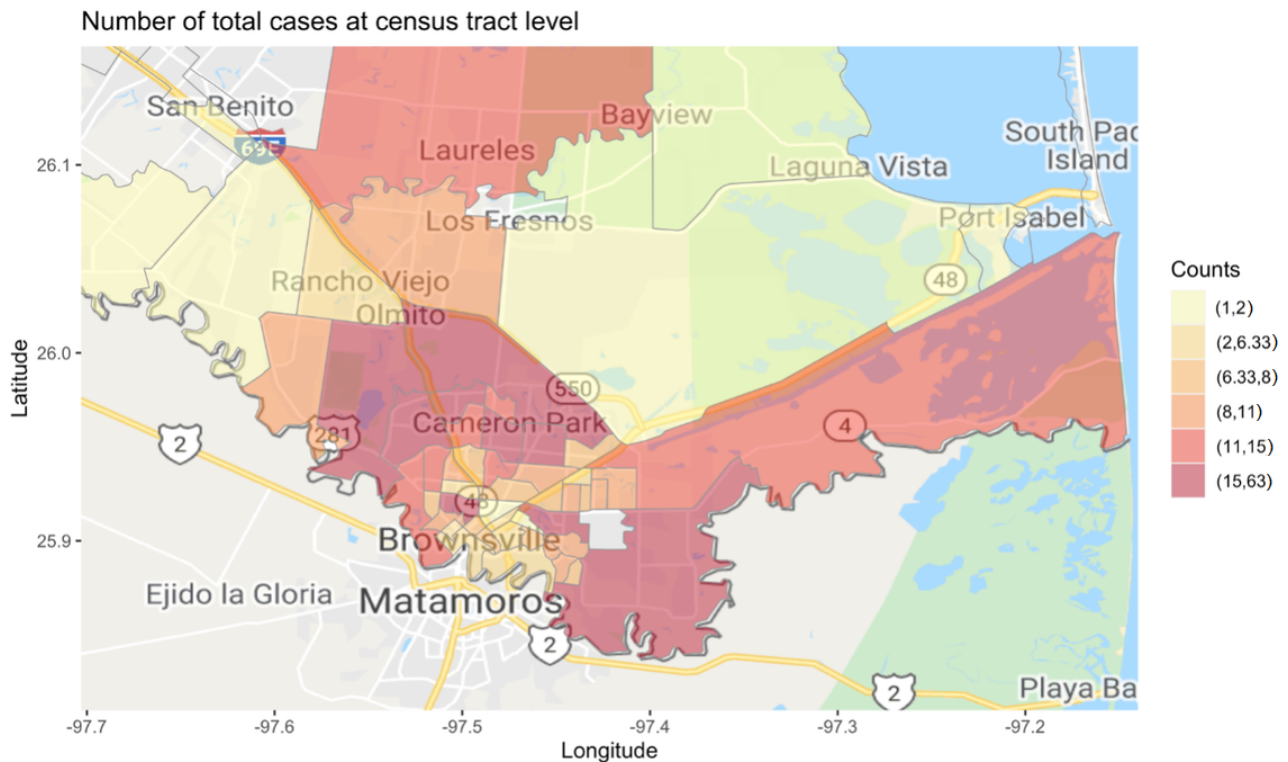 Number of total cases at census tract level
San Benito
69E
Bayview
South Pad
Island
Laureles
Laguna Vista
Los Fresnos
Port Isabel
Rancho Viejo
48
Olmito
550
Cameron Park
281
4
2
48
Brownsville
Ejido la Gloria
Matamoros
2
2
Playa Ba
26.1
26.0
25.9
Latitude
-97.7
-97.6
-97.5
-97.4
-97.3
-97.2
Longitude
Counts
(1,2)
(2,6.33)
(6.33,8)
(8,11)
(11,15)
(15,63)